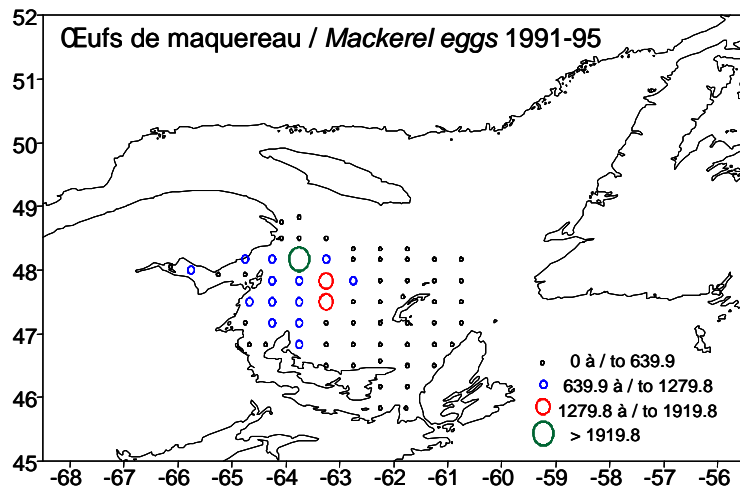 Œufs de maquereau / Mackerel eggs 1991-95
52
51
50
49
48
47
46
45
0 à / to 639.9
639.9 à / to 1279.8
1279.8 à / to 1919.8
> 1919.8
-68 -67 -66 -65 -64 -63 -62 -61 -60 -59 -58 -57 -56